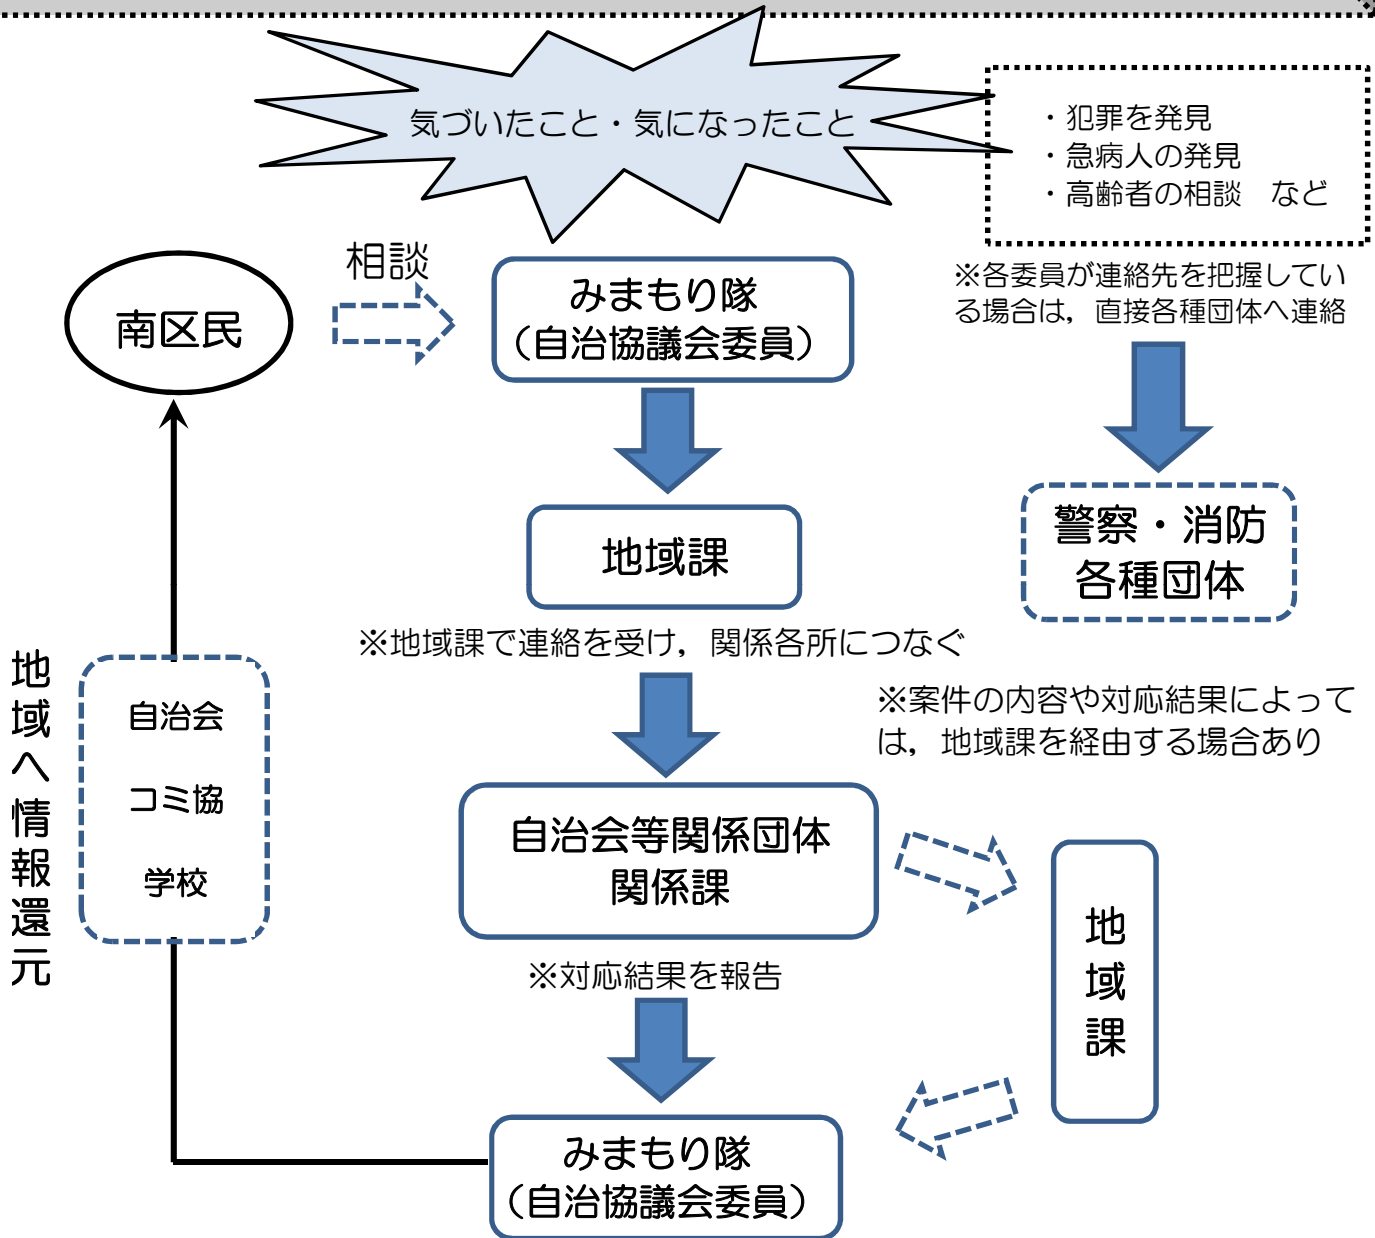 気づいたこと・気になったこと
・犯罪を発見
・急病人の発見
・高齢者の相談　など
※各委員が連絡先を把握してい
る場合は，直接各種団体へ連絡
相談
南区民
みまもり隊
（自治協議会委員）
地域課
警察・消防
各種団体
※地域課で連絡を受け，関係各所につなぐ
※案件の内容や対応結果によって
は，地域課を経由する場合あり
地域へ情報還元
自治会
コミ協
学校
自治会等関係団体
関係課
地域課
※対応結果を報告
みまもり隊
（自治協議会委員）